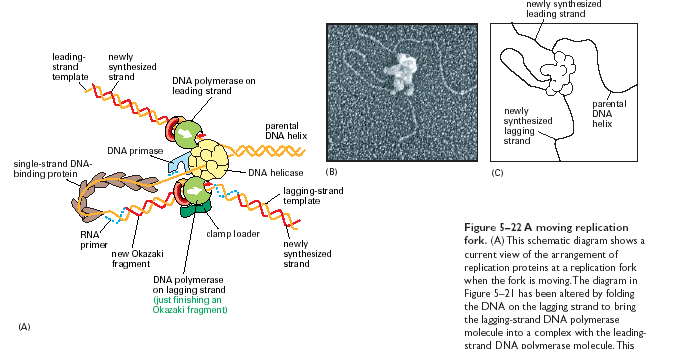 newly synthesized
leading strand
leading-
strand
template
newly
synthesized
strand
DNA polymerase on
leading strand
parental
DNA helix
DNA primase
single-strand DNA-
binding protein
DNA helicase
lagging-strand
template
RNA
primer
new Okazaki
fragment
clamp loader
newly
synthesized
strand
DNA polymerase
on lagging strand
(just finishing an
Okazaki fragment)
(A)
(B)
newly
synthesized
lagging
strand
parental
DNA
helix
(C)
Figure 5–22 A moving replication
fork. (A) This schematic diagram shows a
current view of the arrangement of
replication proteins at a replication fork
when the fork is moving. The diagram in
Figure 5–21 has been altered by folding
the DNA on the lagging strand to bring
the lagging-strand DNA polymerase
molecule into a complex with the leading-
strand DNA polymerase molecule. This